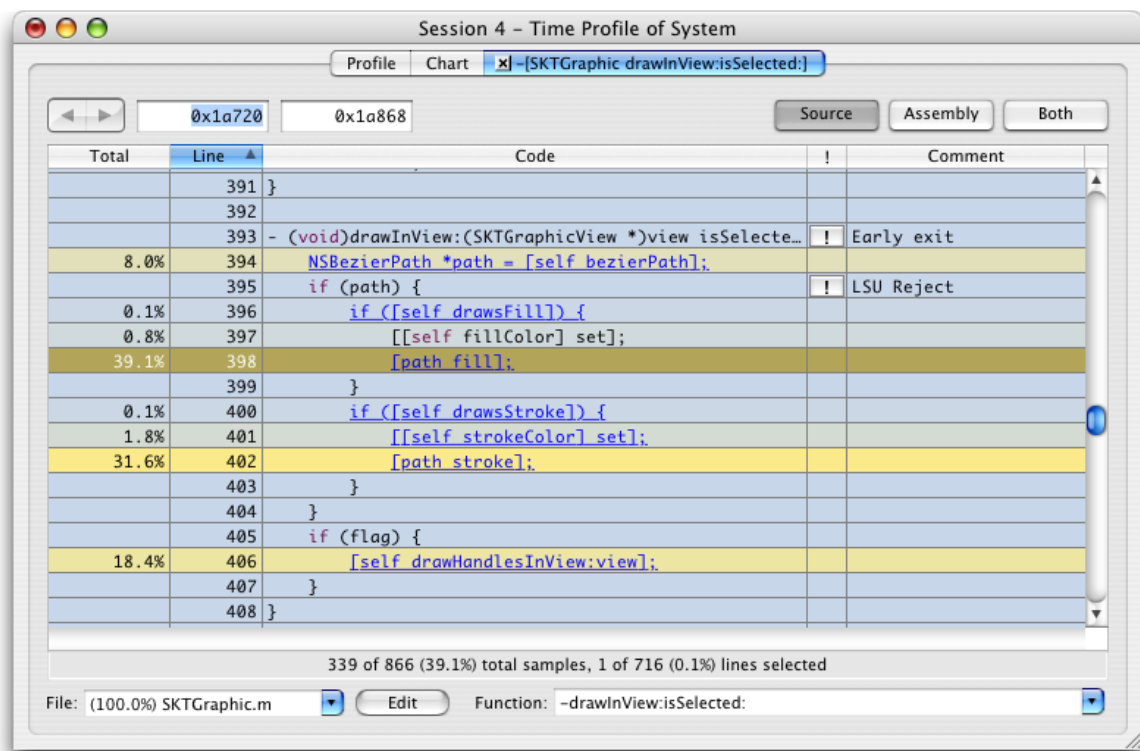 Session 4 – Time Profile of System
Profile Chart x -[SKTGraphic drawInView:isSelected:]
0x1a720 0x1a868 Source Assembly Both
Total Line Code ! Comment
391 }
392
393 - (void)drawInView:(SKTGraphicView *)view isSelecte… ! Early exit
8.0% 394 NSBezierPath *path = [self bezierPath];
395 if (path) { ! LSU Reject
0.1% 396 if ([self drawsFill]) {
0.8% 397 [[self fillColor] set];
39.1% 398 [path fill];
399 }
0.1% 400 if ([self drawsStroke]) {
1.8% 401 [[self strokeColor] set];
31.6% 402 [path stroke];
403 }
404 }
405 if (flag) {
18.4% 406 [self drawHandlesInView:view];
407 }
408 }
339 of 866 (39.1%) total samples, 1 of 716 (0.1%) lines selected
File: (100.0%) SKTGraphic.m Edit Function: -drawInView:isSelected: